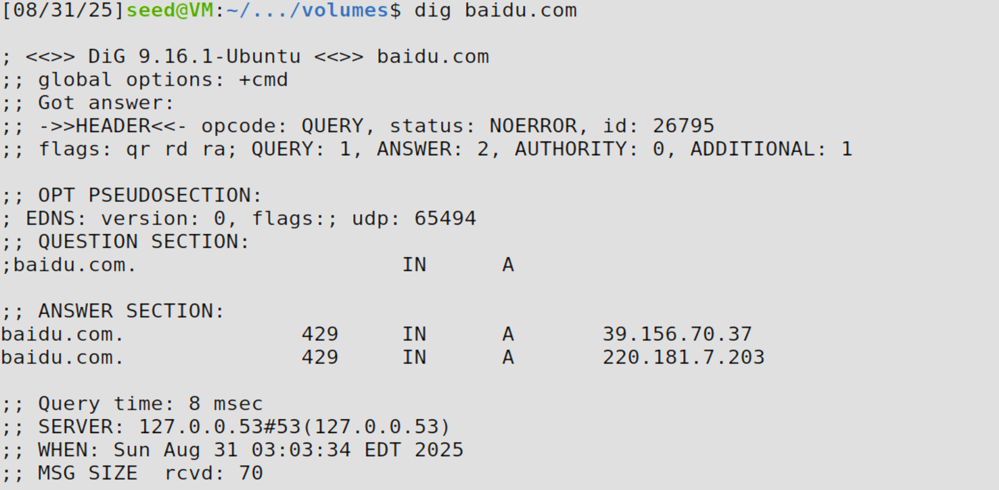 [08/31/25]seed@VM:~/.../volumes$ dig baidu.com
; <<>> DiG 9.16.1-Ubuntu <<>> baidu.com
;; global options: +cmd
;; Got answer:
;; ->>HEADER<<- opcode: QUERY, status: NOERROR, id: 26795
;; flags: qr rd ra; QUERY: 1, ANSWER: 2, AUTHORITY: 0, ADDITIONAL: 1
;; OPT PSEUDOSECTION:
; EDNS: version: 0, flags:; udp: 65494
;; QUESTION SECTION:
;baidu.com. IN A
;; ANSWER SECTION:
baidu.com. 429 IN A 39.156.70.37
baidu.com. 429 IN A 220.181.7.203
;; Query time: 8 msec
;; SERVER: 127.0.0.53#53(127.0.0.53)
;; WHEN: Sun Aug 31 03:03:34 EDT 2025
;; MSG SIZE  rcvd: 70